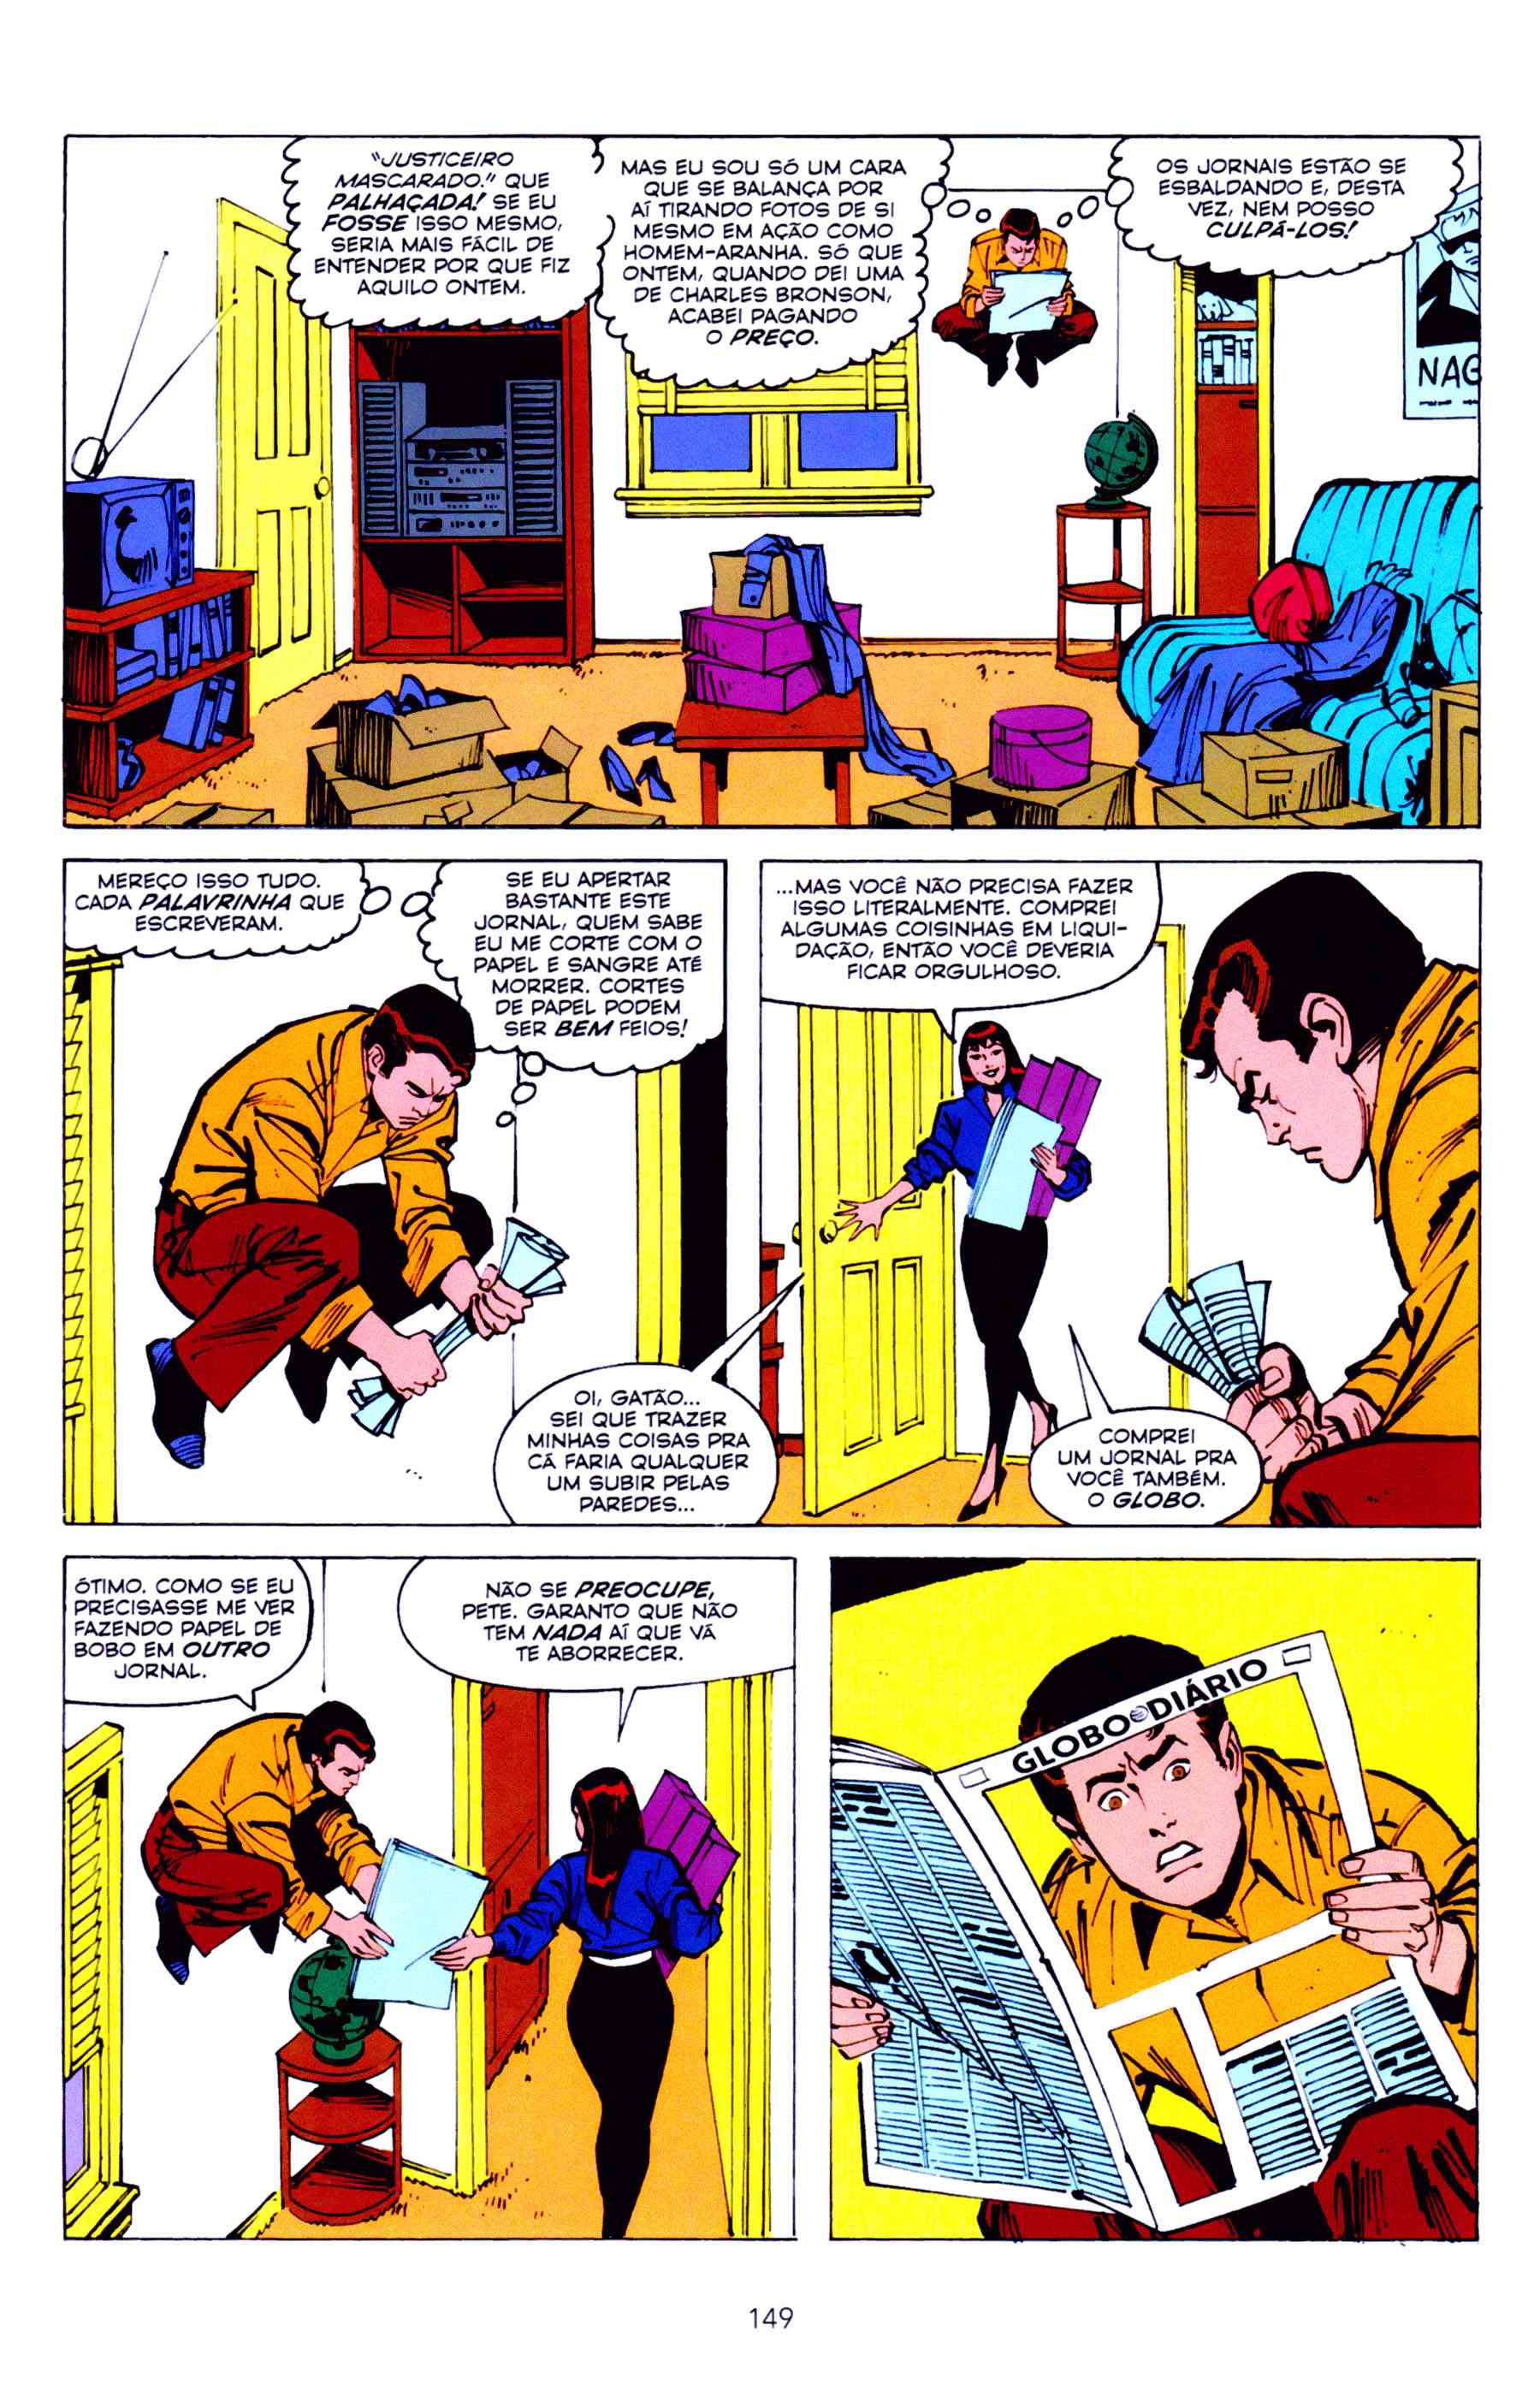 "JUSTICEIRO
MASCARADO." QUE
PALHAÇADA! SE EU
FOSSE ISSO MESMO,
SERIA MAIS FÁCIL DE
ENTENDER POR QUE FIZ
AQUILO ONTEM.
MAS EU SOU SÓ UM CARA
QUE SE BALANÇA POR
AÍ TIRANDO FOTOS DE SI
MESMO EM AÇÃO COMO
HOMEM-ARANHA. SÓ QUE
ONTEM, QUANDO DEI UMA
DE CHARLES BRONSON,
ACABEI PAGANDO
O PREÇO.
OS JORNAIS ESTÃO SE
ESBALDANDO E, DESTA
VEZ, NEM POSSO
CULPÁ-LOS!
NAG
MEREÇO ISSO TUDO.
CADA PALAVRINHA QUE
ESCREVERAM.
SE EU APERTAR
BASTANTE ESTE
JORNAL, QUEM SABE
EU ME CORTE COM O
PAPEL E SANGRE ATÉ
MORRER. CORTES
DE PAPEL PODEM
SER BEM FEIOS!
OI, GATÃO...
SEI QUE TRAZER
MINHAS COISAS PRA
CÁ FARIA QUALQUER
UM SUBIR PELAS
PAREDES...
...MAS VOCÊ NÃO PRECISA FAZER
ISSO LITERALMENTE. COMPREI
ALGUMAS COISINHAS EM LIQUI-
DAÇÃO, ENTÃO VOCÊ DEVERIA
FICAR ORGULHOSO.
COMPREI
UM JORNAL PRA
VOCÊ TAMBÉM.
O GLOBO.
ÓTIMO. COMO SE EU
PRECISASSE ME VER
FAZENDO PAPEL DE
BOBO EM OUTRO
JORNAL.
NÃO SE PREOCUPE,
PETE. GARANTO QUE NÃO
TEM NADA AÍ QUE VÁ
TE ABORRECER.
GLOBO DIÁRIO
149